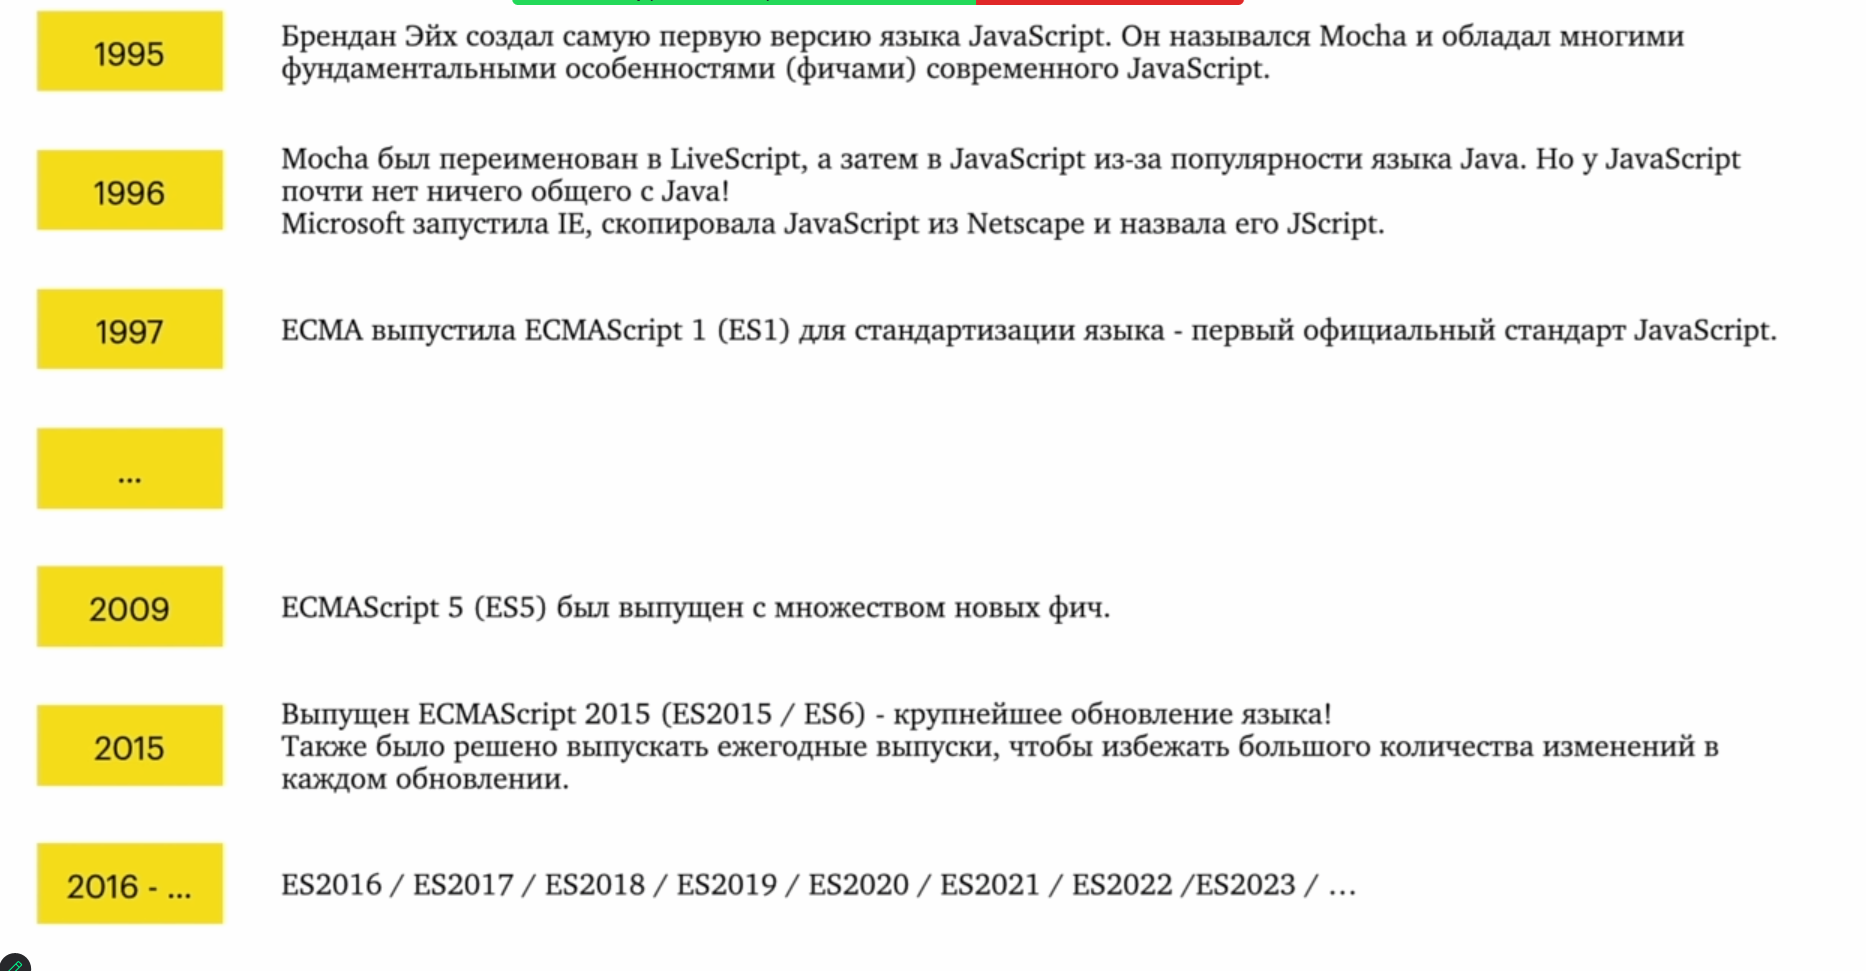 1995
Брендан Эйх создал самую первую версию языка JavaScript. Он назывался Mocha и обладал многими
фундаментальными особенностями (фичами) современного JavaScript.
1996
Mocha был переименован в LiveScript, а затем в JavaScript из-за популярности языка Java. Но у JavaScript
почти нет ничего общего с Java!
Microsoft запустила IE, скопировала JavaScript из Netscape и назвала его JScript.
1997
ECMA выпустила ECMAScript 1 (ES1) для стандартизации языка - первый официальный стандарт JavaScript.
...
2009
ECMAScript 5 (ES5) был выпущен с множеством новых фич.
2015
Выпущен ECMAScript 2015 (ES2015 / ES6) - крупнейшее обновление языка!
Также было решено выпускать ежегодные выпуски, чтобы избежать большого количества изменений в
каждом обновлении.
2016 - ...
ES2016 / ES2017 / ES2018 / ES2019 / ES2020 / ES2021 / ES2022 /ES2023 / …